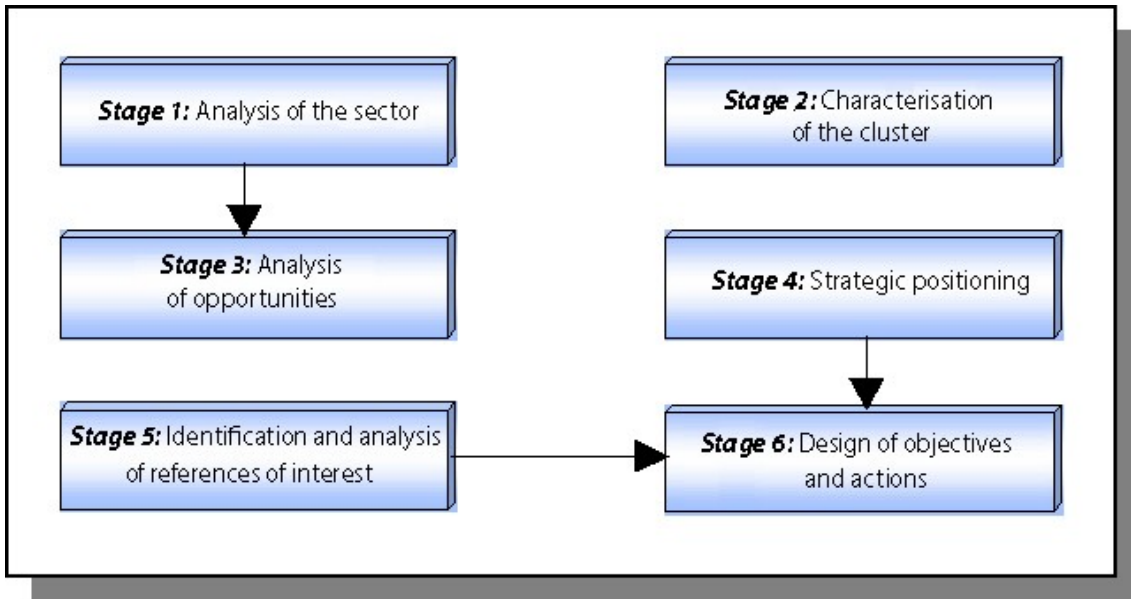 Stage 1: Analysis of the sector
Stage 2: Characterisation
of the cluster
Stage 3: Analysis
of opportunities
Stage 4: Strategic positioning
Stage 5: Identification and analysis
of references of interest
Stage 6: Design of objectives
and actions